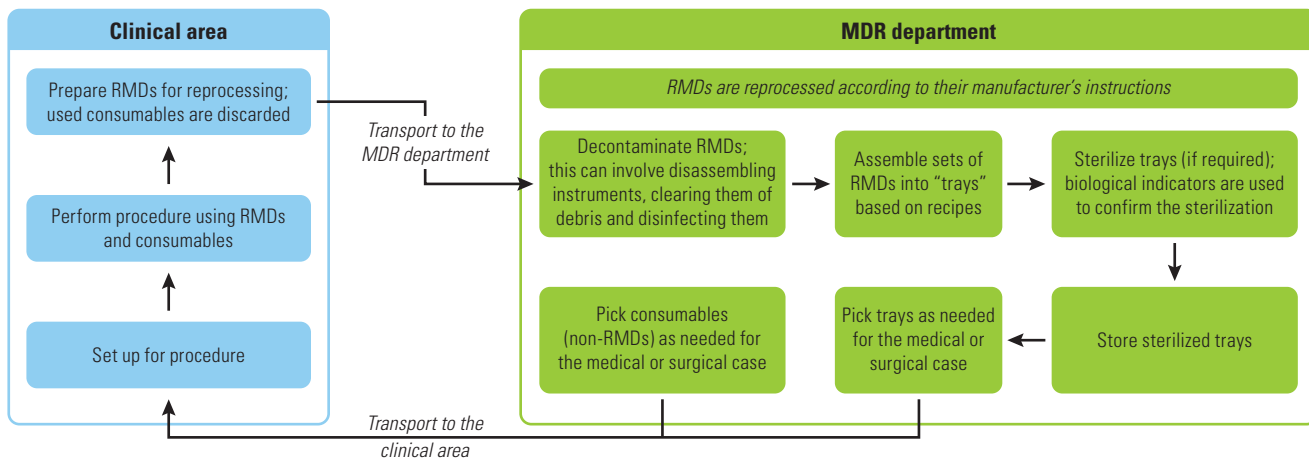 Clinical area
Prepare RMDs for reprocessing;
used consumables are discarded
Perform procedure using RMDs
and consumables
Set up for procedure
Transport to the
MDR department
MDR department
RMDs are reprocessed according to their manufacturer's instructions
Decontaminate RMDs;
this can involve disassembling
instruments, clearing them of
debris and disinfecting them
Assemble sets of
RMDs into “trays”
based on recipes
Sterilize trays (if required);
biological indicators are used
to confirm the sterilization
Pick consumables
(non-RMDs) as needed for
the medical or surgical case
Pick trays as needed
for the medical or
surgical case
Store sterilized trays
Transport to the
clinical area